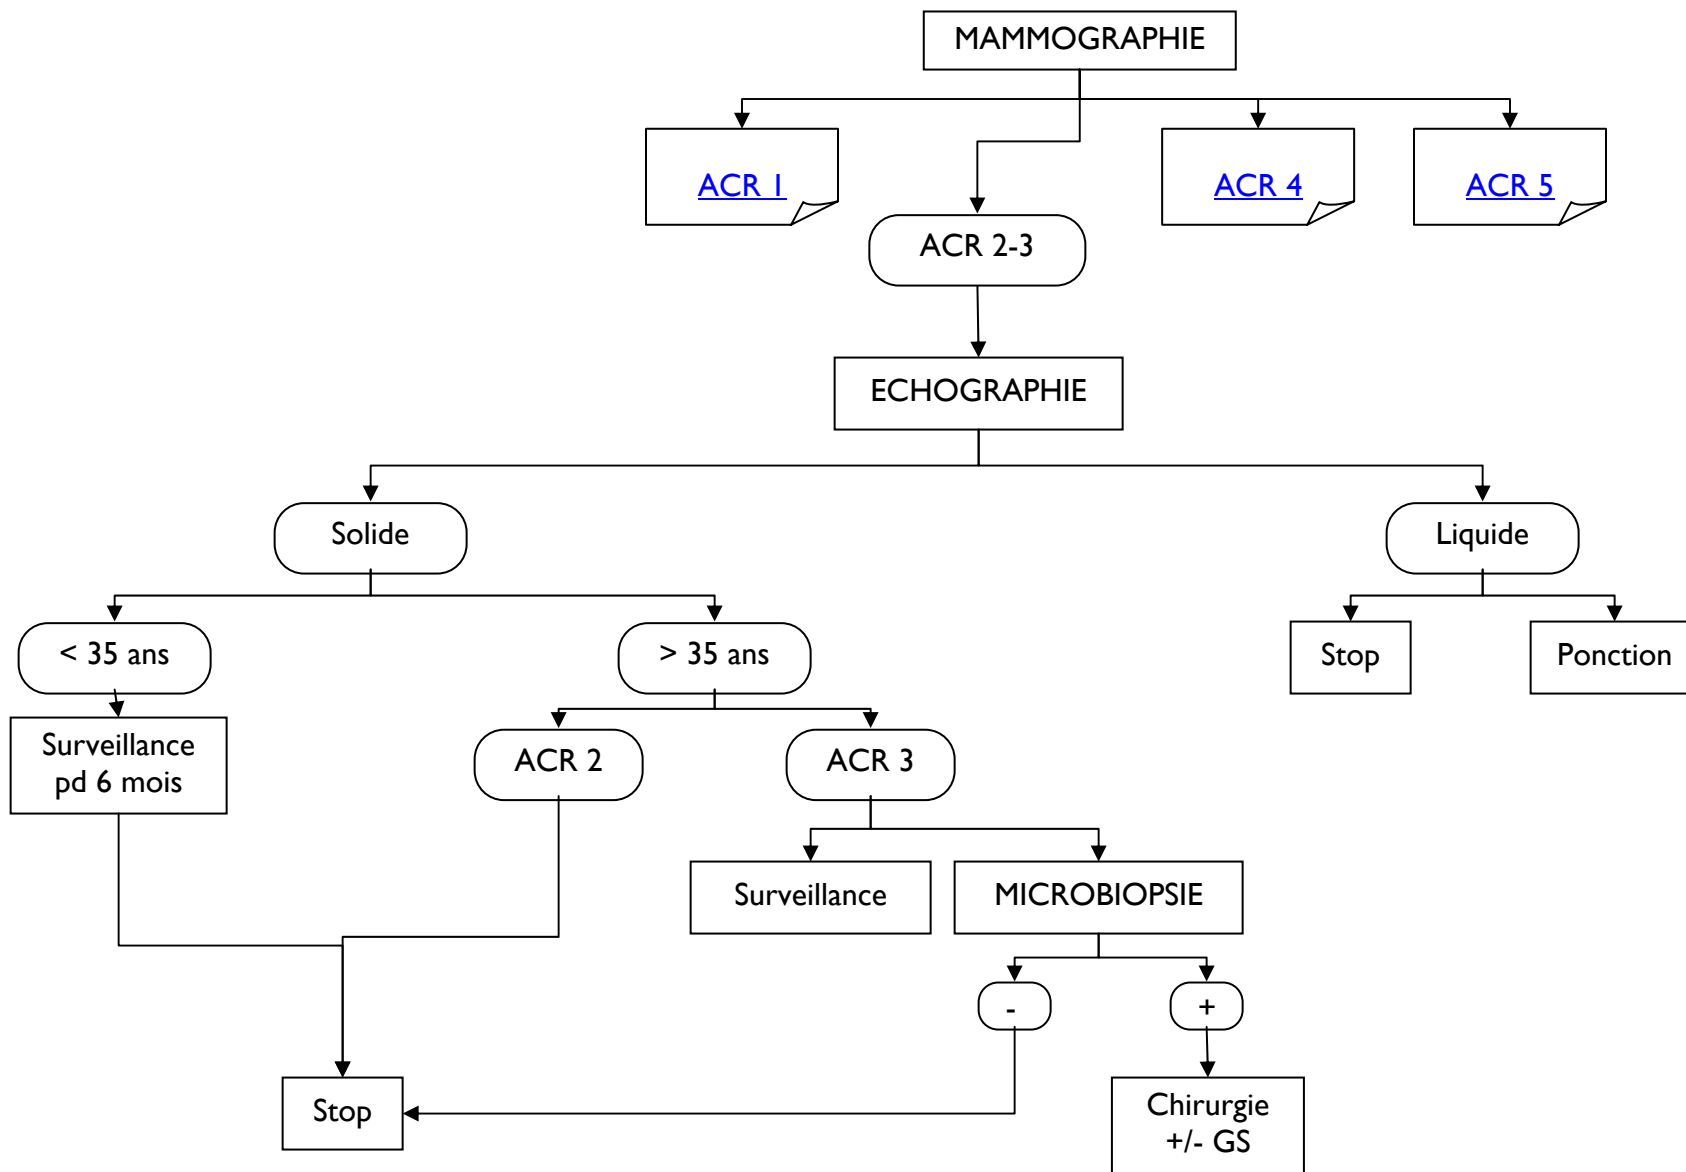 MAMMOGRAPHIE
ACR 1
ACR 4
ACR 5
ACR 2-3
ECHOGRAPHIE
Solide
Liquide
< 35 ans
> 35 ans
Stop
Ponction
Surveillance
pd 6 mois
ACR 2
ACR 3
Surveillance
MICROBIOPSIE
-
+
Stop
Chirurgie
+/- GS